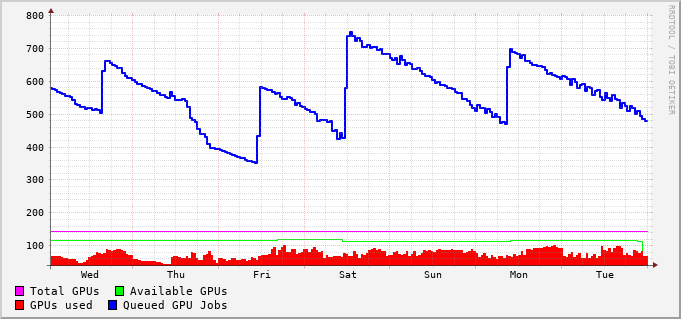 800
700
600
500
400
300
200
100
Wed Thu Fri Sat Sun Mon Tue
Total GPUs Available GPUs
GPUs used Queued GPU Jobs
RRDTOOL / TOBI OETIKER